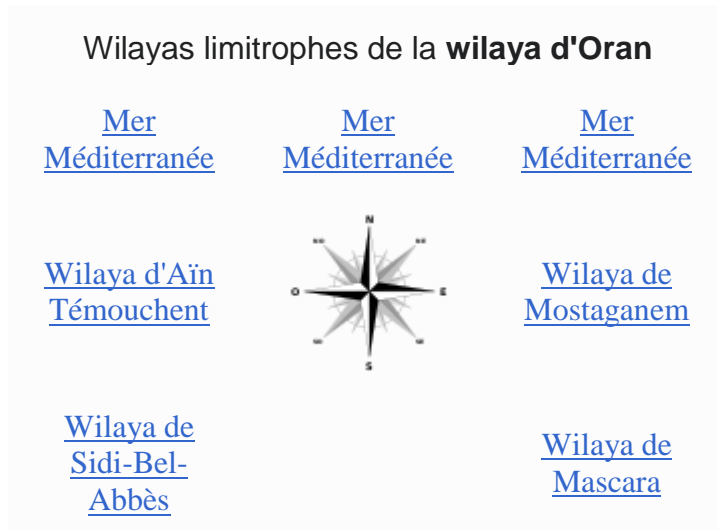 Wilayas limitrophes de la wilaya d'Oran
Mer
Méditerranée
Mer
Méditerranée
Mer
Méditerranée
Wilaya d'Aïn
Témouchent
N
O
E
S
Wilaya de
Mostaganem
Wilaya de
Sidi-Bel-
Abbès
Wilaya de
Mascara